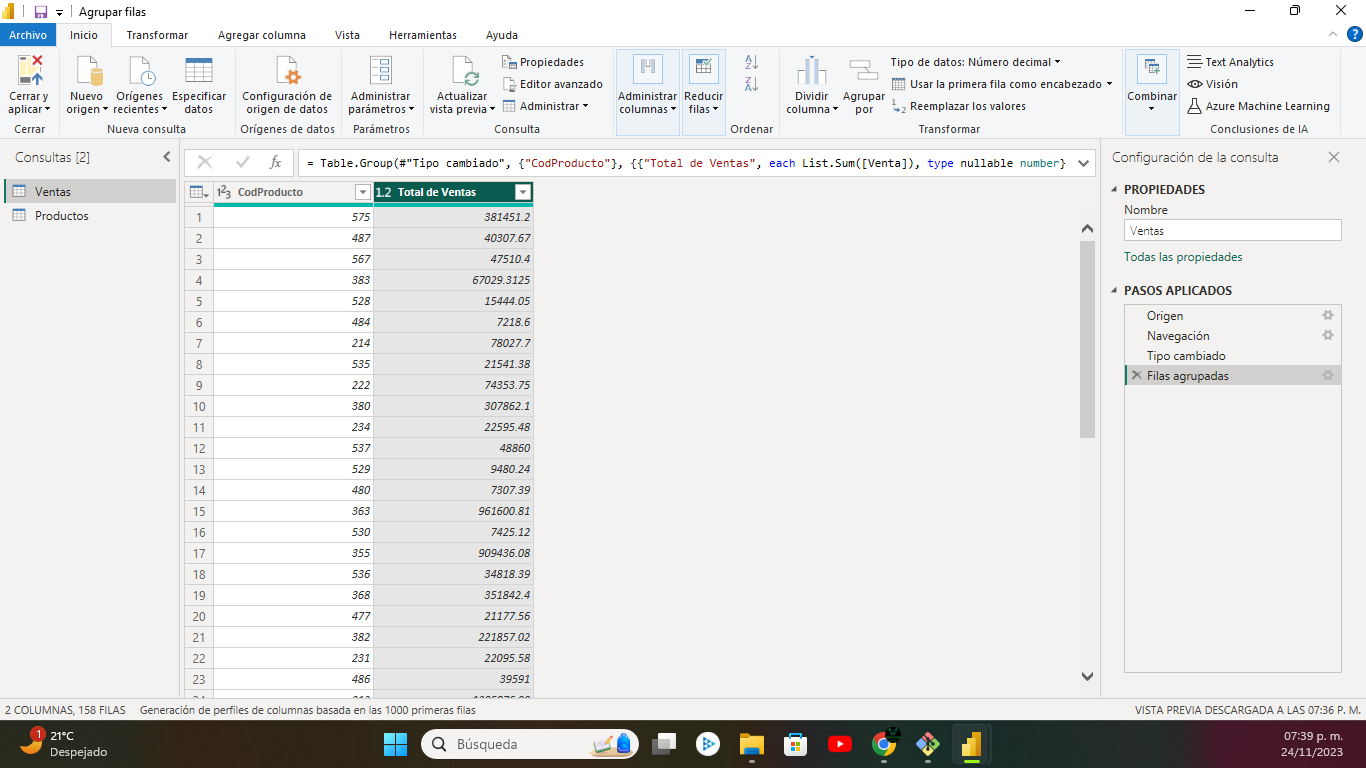 Agrupar filas
Archivo Inicio Transformar Agregar columna Vista Herramientas Ayuda
Cerrar y aplicar
Cerrar
Nuevo origen
Orígenes recientes
Especificar datos
Nueva consulta
Configuración de origen de datos
Orígenes de datos
Administrar parámetros
Parámetros
Actualizar vista previa
Propiedades
Editor avanzado
Administrar
Consulta
Administrar columnas
Reducir filas
Ordenar
Dividir columna
Agrupar por
Tipo de datos: Número decimal
Usar la primera fila como encabezado
Reemplazar los valores
Transformar
Combinar
Text Analytics
Visión
Azure Machine Learning
Conclusiones de IA
Consultas [2]
Ventas
Productos
fx
= Table.Group(#"Tipo cambiado", {"CodProducto"}, {{"Total de Ventas", each List.Sum([Venta]), type nullable number}
CodProducto 1.2 Total de Ventas
1 575 381451.2
2 487 40307.67
3 567 47510.4
4 383 67029.3125
5 528 15444.05
6 484 7218.6
7 214 78027.7
8 535 21541.38
9 222 74353.75
10 380 307862.1
11 234 22595.48
12 537 48860
13 529 9480.24
14 480 7307.39
15 363 961600.81
16 530 7425.12
17 355 909436.08
18 536 34818.39
19 368 351842.4
20 477 21177.56
21 382 221857.02
22 231 22095.58
23 486 39591
Configuración de la consulta
PROPIEDADES
Nombre
Ventas
Todas las propiedades
PASOS APLICADOS
Origen
Navegación
Tipo cambiado
Filas agrupadas
2 COLUMNAS, 158 FILAS Generación de perfiles de columnas basada en las 1000 primeras filas
VISTA PREVIA DESCARGADA A LAS 07:36 P. M.
1
21°C
Despejado
Búsqueda
07:39 p. m.
24/11/2023